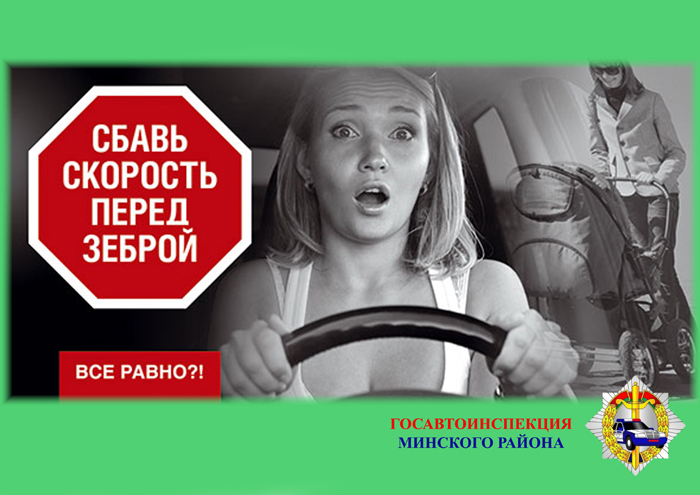 СБАВЬ
СКОРОСТЬ
ПЕРЕД
ЗЕБРОЙ
ВСЕ РАВНО?!
ГОСАВТОИНСПЕКЦИЯ
МИНСКОГО РАЙОНА